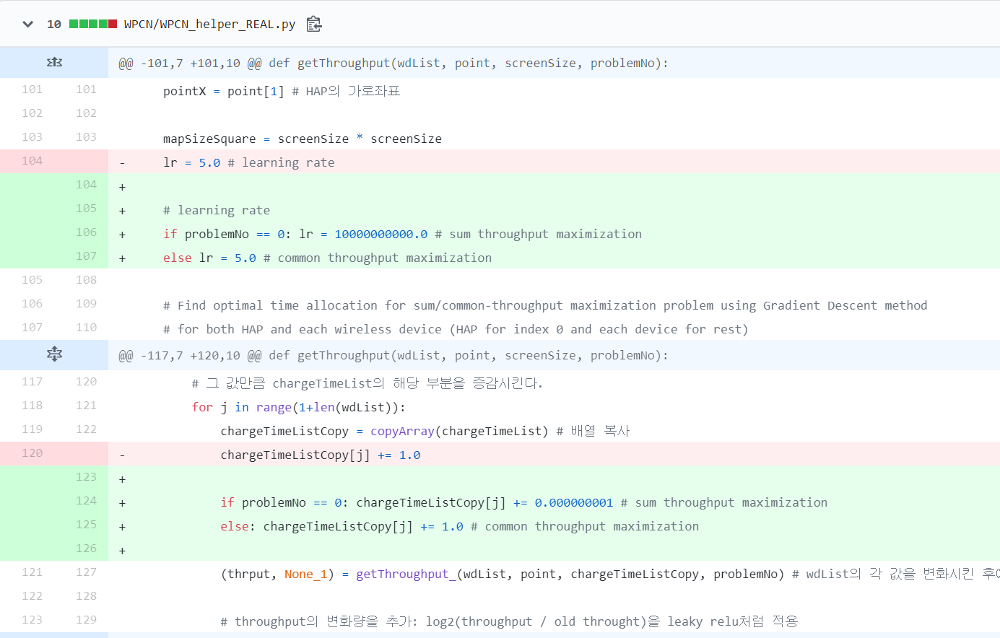 10 WPCN/WPCN_helper_REAL.py
@@ -101,7 +101,10 @@ def getThroughput(wdList, point, screenSize, problemNo):
101 101 pointX = point[1] # HAP의 가로좌표
102 102
103 103 mapSizeSquare = screenSize * screenSize
104 - lr = 5.0 # learning rate
104 +
105 + # learning rate
106 + if problemNo == 0: lr = 10000000000.0 # sum throughput maximization
107 + else lr = 5.0 # common throughput maximization
105 108
106 109 # Find optimal time allocation for sum/common-throughput maximization problem using Gradient Descent method
107 110 # for both HAP and each wireless device (HAP for index 0 and each device for rest)
@@ -117,7 +120,10 @@ def getThroughput(wdList, point, screenSize, problemNo):
117 120 # 그 값만큼 chargeTimeList의 해당 부분을 증감시킨다.
118 121 for j in range(1+len(wdList)):
119 122 chargeTimeListCopy = copyArray(chargeTimeList) # 배열 복사
120 - chargeTimeListCopy[j] += 1.0
123 +
124 + if problemNo == 0: chargeTimeListCopy[j] += 0.000000001 # sum throughput maximization
125 + else: chargeTimeListCopy[j] += 1.0 # common throughput maximization
126 +
121 127 (thrput, None_1) = getThroughput_(wdList, point, chargeTimeListCopy, problemNo) # wdList의 각 값을 변화시킨
122 128
123 129 # throughput의 변화량을 추가: log2(throughput / old throught)을 leaky relu처럼 적용